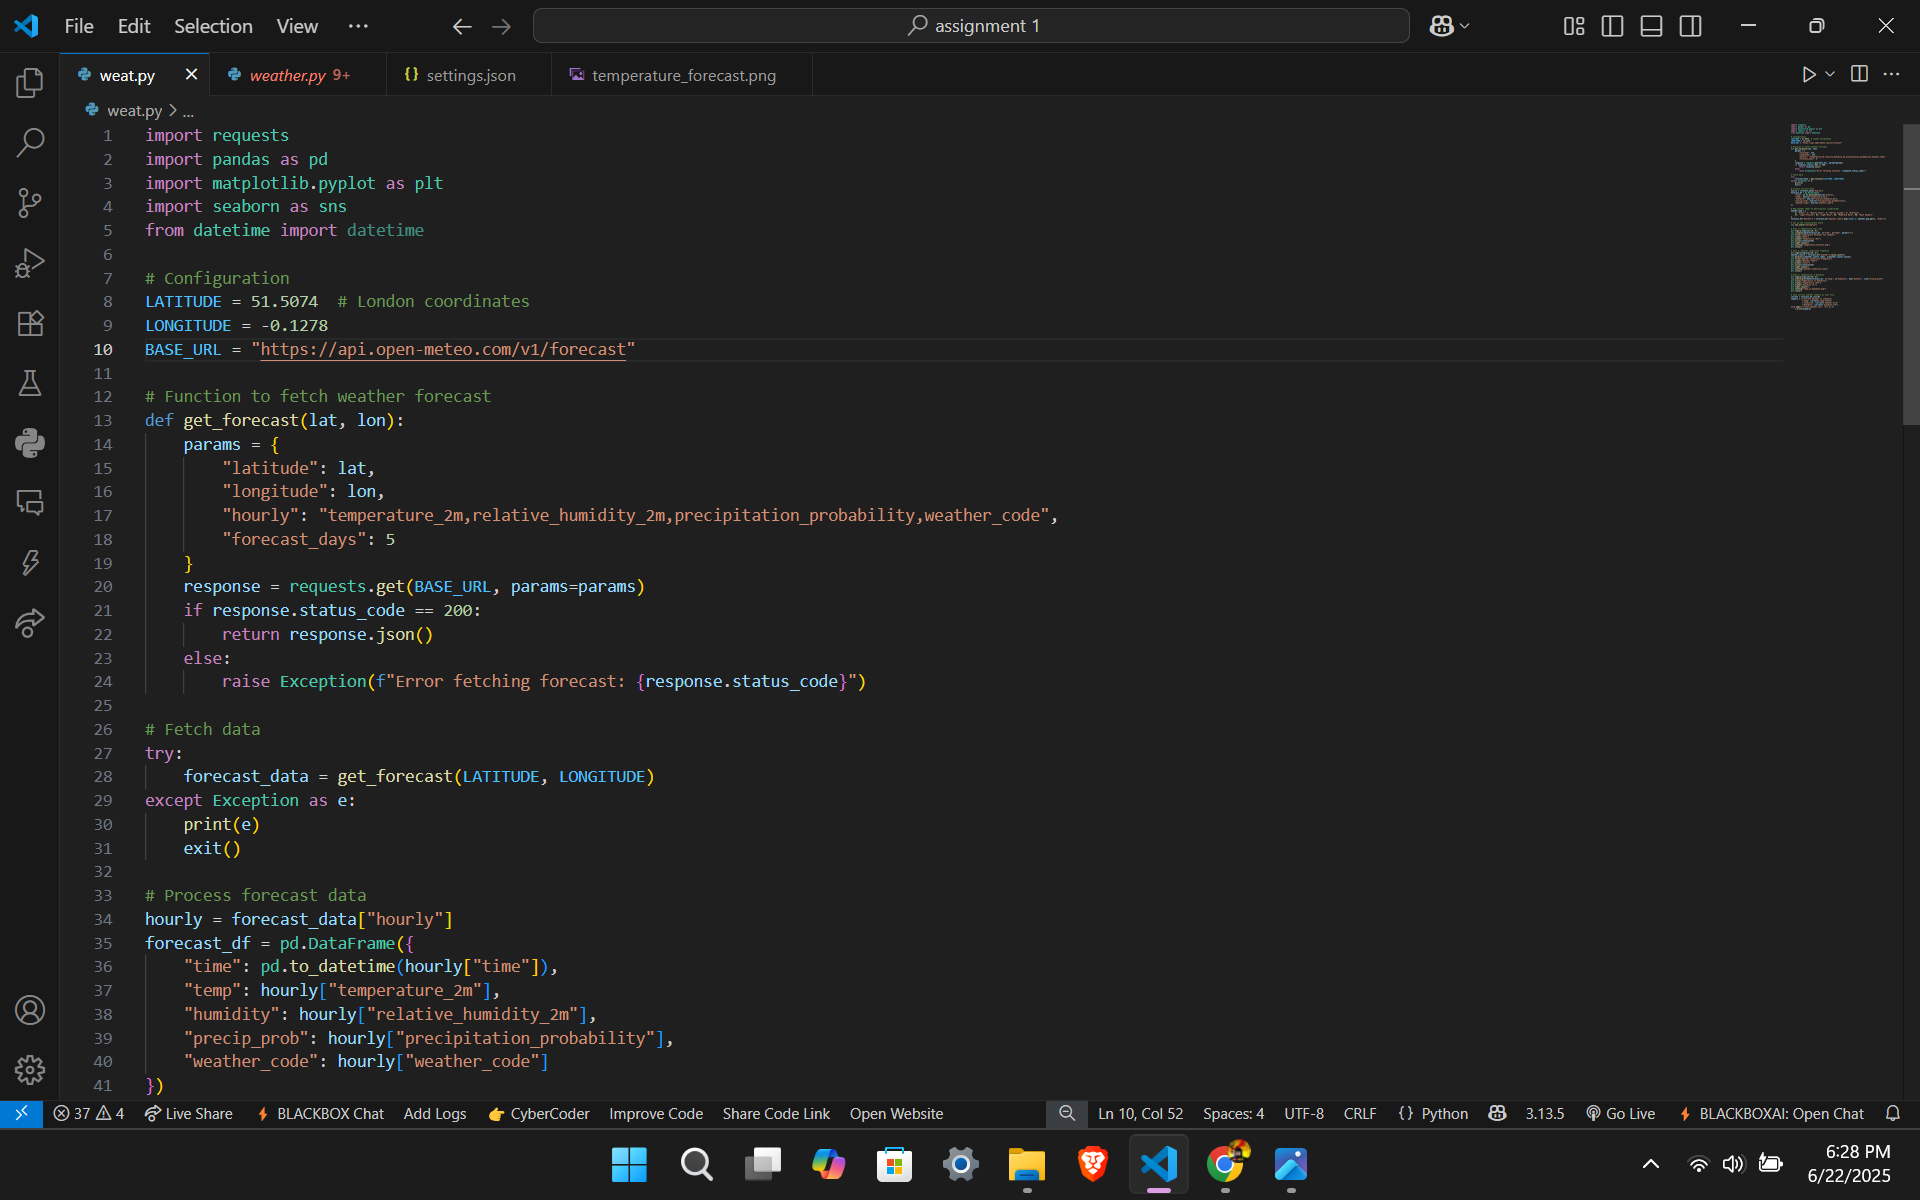 File Edit Selection View ··· assignment 1
weat.py weather.py 9+ settings.json temperature_forecast.png
weat.py > ...
1 import requests
2 import pandas as pd
3 import matplotlib.pyplot as plt
4 import seaborn as sns
5 from datetime import datetime
6
7 # Configuration
8 LATITUDE = 51.5074  # London coordinates
9 LONGITUDE = -0.1278
10 BASE_URL = "https://api.open-meteo.com/v1/forecast"
11
12 # Function to fetch weather forecast
13 def get_forecast(lat, lon):
14     params = {
15         "latitude": lat,
16         "longitude": lon,
17         "hourly": "temperature_2m,relative_humidity_2m,precipitation_probability,weather_code",
18         "forecast_days": 5
19     }
20     response = requests.get(BASE_URL, params=params)
21     if response.status_code == 200:
22         return response.json()
23     else:
24         raise Exception(f"Error fetching forecast: {response.status_code}")
25
26 # Fetch data
27 try:
28     forecast_data = get_forecast(LATITUDE, LONGITUDE)
29 except Exception as e:
30     print(e)
31     exit()
32
33 # Process forecast data
34 hourly = forecast_data["hourly"]
35 forecast_df = pd.DataFrame({
36     "time": pd.to_datetime(hourly["time"]),
37     "temp": hourly["temperature_2m"],
38     "humidity": hourly["relative_humidity_2m"],
39     "precip_prob": hourly["precipitation_probability"],
40     "weather_code": hourly["weather_code"]
41 })
37 4 Live Share BLACKBOX Chat Add Logs CyberCoder Improve Code Share Code Link Open Website Ln 10, Col 52 Spaces: 4 UTF-8 CRLF {} Python 3.13.5 Go Live BLACKBOXAI: Open Chat
6:28 PM
6/22/2025